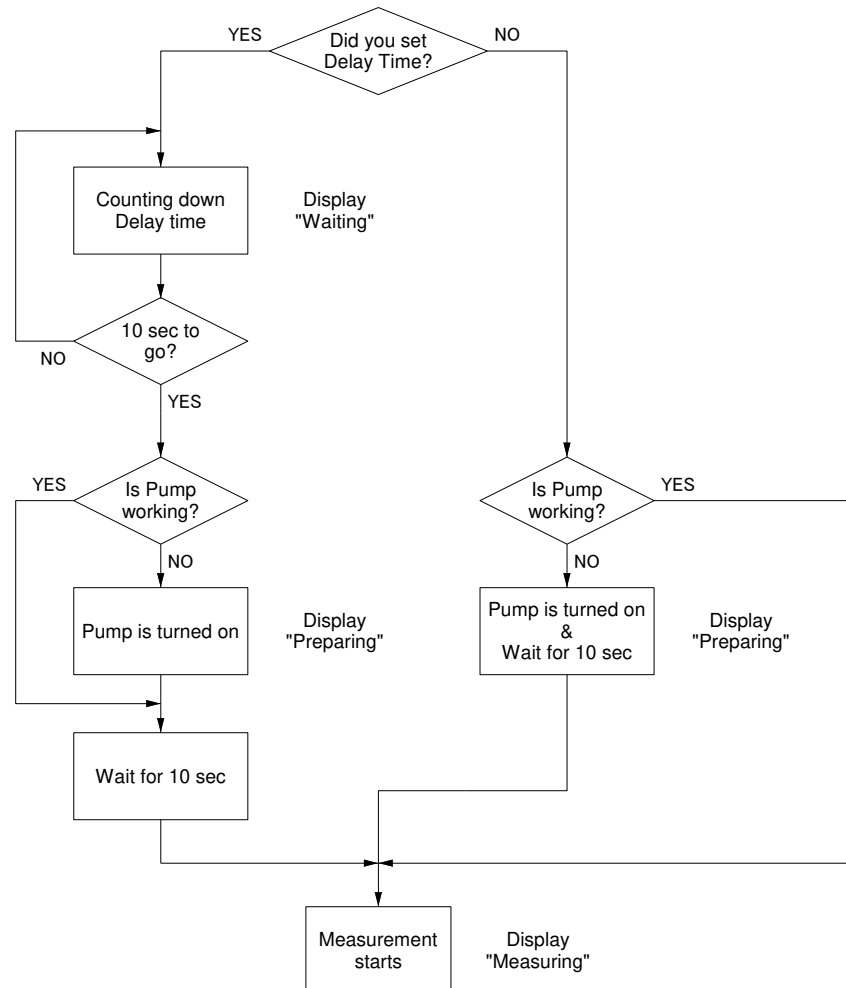 Did you set
Delay Time?
YES
NO
Counting down
Delay time
Display
"Waiting"
10 sec to
go?
NO
YES
Is Pump
working?
YES
NO
Is Pump
working?
YES
NO
Pump is turned on
Display
"Preparing"
Pump is turned on
&
Wait for 10 sec
Display
"Preparing"
Wait for 10 sec
Measurement
starts
Display
"Measuring"